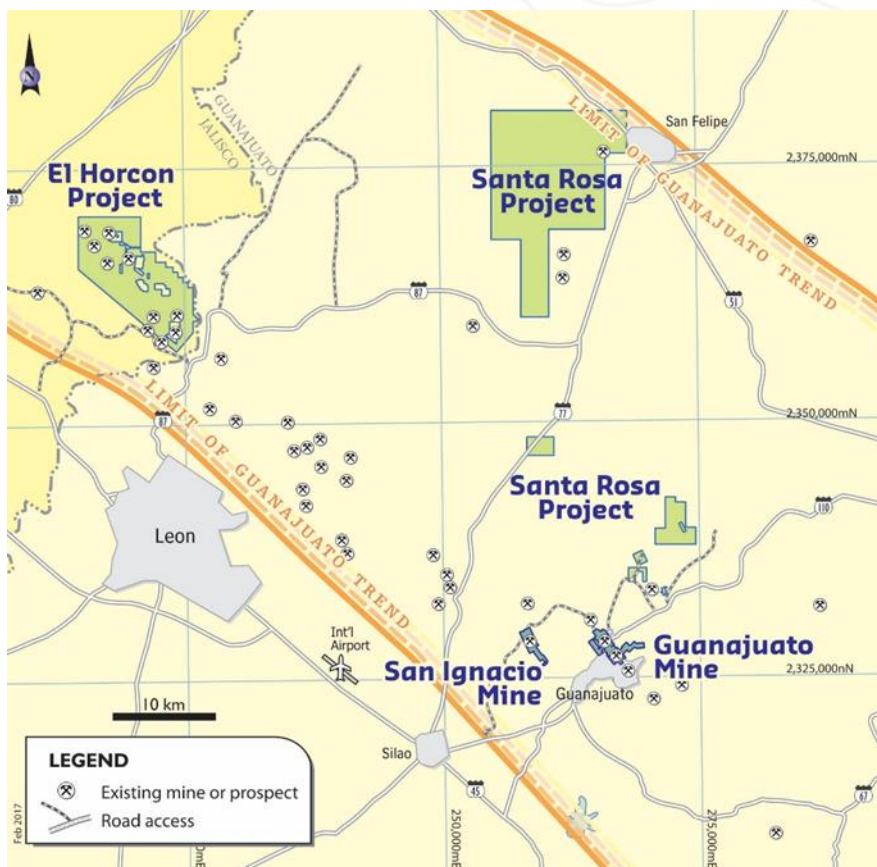 N
GUANAJUATO
JALISCO
LIMIT OF GUANAJUATO TREND
San Felipe
El Horcon
Project
Santa Rosa
Project
2,375,000mN
80
87
51
77
87
2,350,000mN
LIMIT OF GUANAJUATO TREND
Leon
Santa Rosa
Project
110
Int'l
Airport
San Ignacio
Mine
Guanajuato
Mine
Guanajuato
2,325,000nN
10 km
Silao
45
67
LEGEND
Existing mine or prospect
Road access
Feb 2017
250,000mE
275,000mE